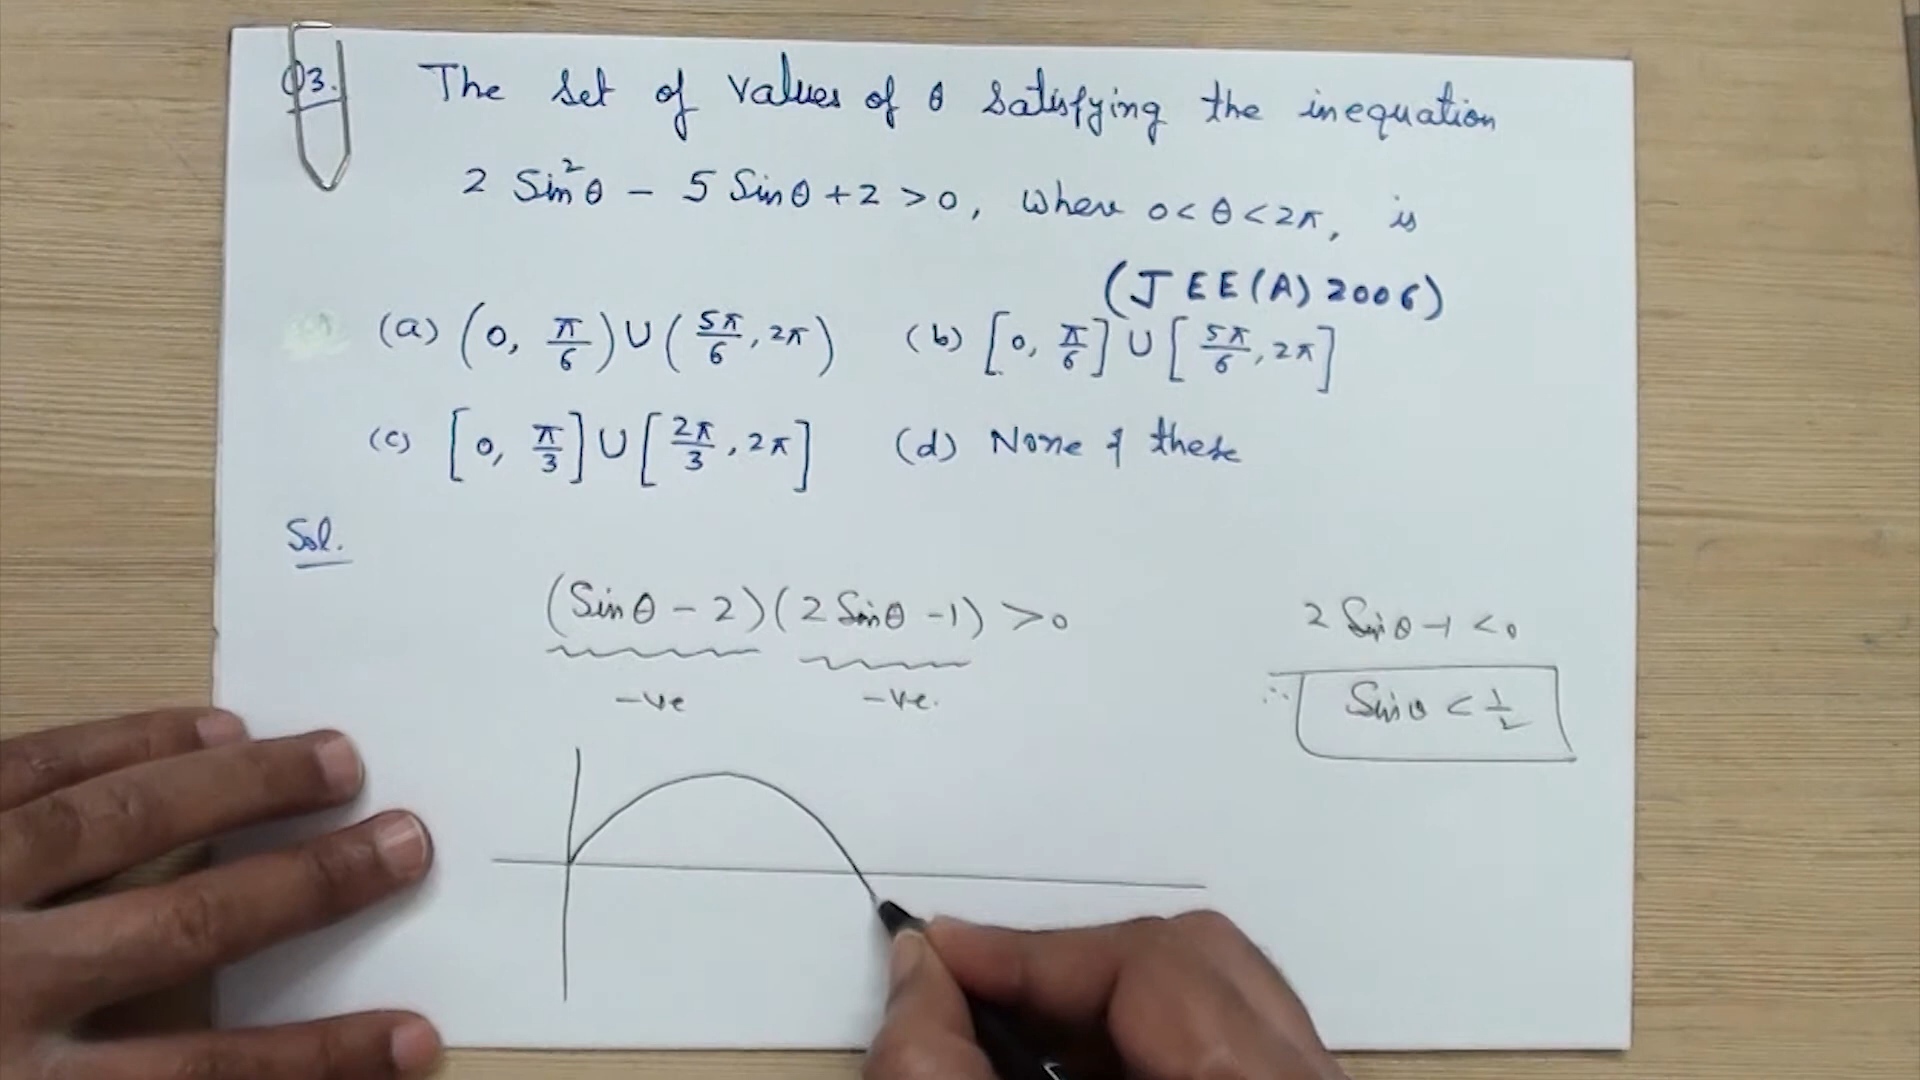 Q3. The set of values of θ satisfying the inequation
2 Sin²θ - 5 Sinθ + 2 > 0, where 0 < θ < 2π, is
(JEE(A) 2006)
(a) (0, π/6) ∪ (5π/6, 2π) (b) [0, π/6] ∪ [5π/6, 2π]
(c) [0, π/3] ∪ [2π/3, 2π] (d) None of these
Sol.
(Sinθ - 2)(2 Sinθ - 1) > 0
-ve -ve.
2 Sinθ - 1 < 0
∴ Sinθ < 1/2